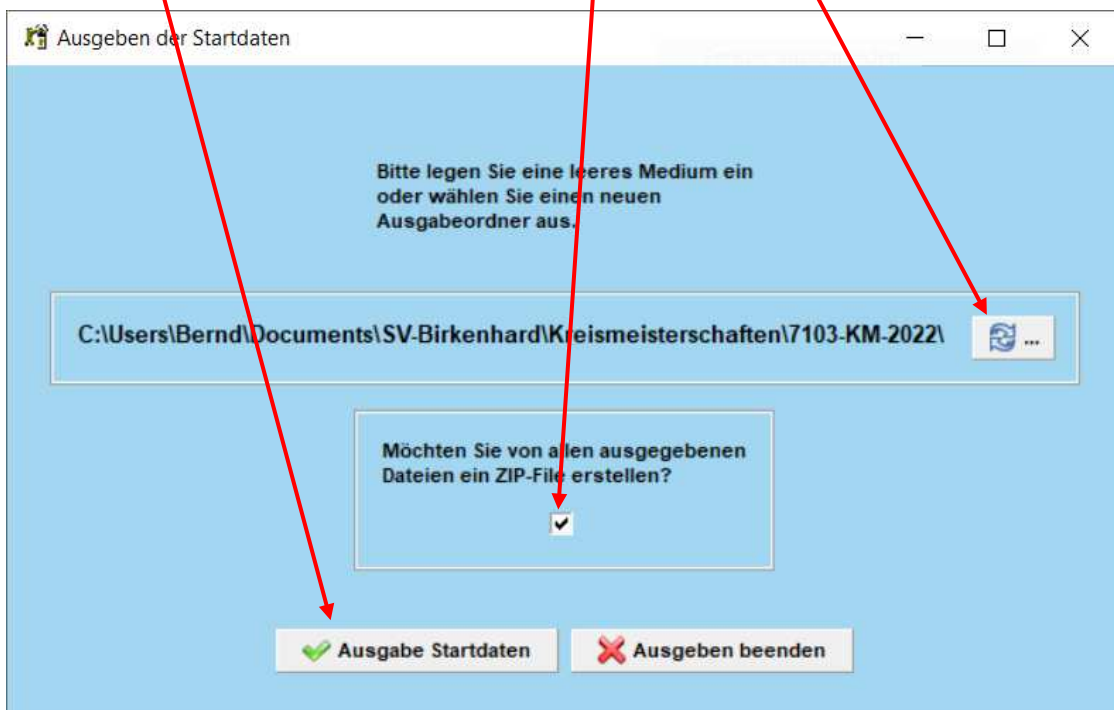 Ausgeben der Startdaten
Bitte legen Sie eine leeres Medium ein
oder wählen Sie einen neuen
Ausgabeordner aus.
C:\Users\Bernd\Documents\SV-Birkenhard\Kreismeisterschaften\7103-KM-2022\
...
Möchten Sie von allen ausgegebenen
Dateien ein ZIP-File erstellen?
Ausgabe Startdaten
Ausgeben beenden